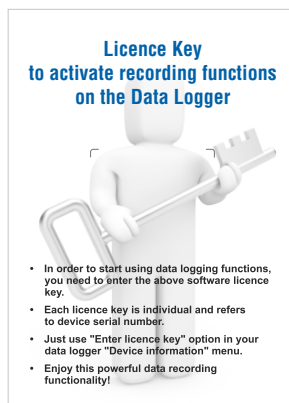 Licence Key
to activate recording functions
on the Data Logger
• In order to start using data logging functions,
you need to enter the above software licence
key.
• Each licence key is individual and refers
to device serial number.
• Just use "Enter licence key" option in your
data logger "Device information" menu.
• Enjoy this powerful data recording
functionality!